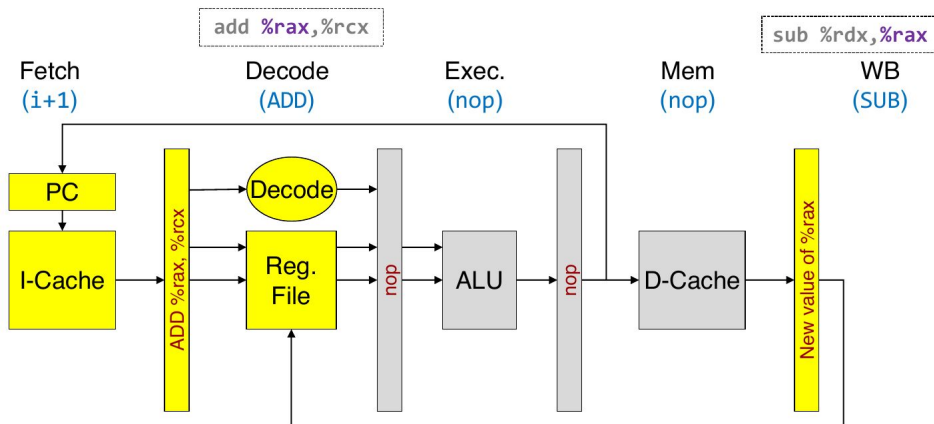 add %rax,%rcx
sub %rdx,%rax
Fetch
(i+1)
Decode
(ADD)
Exec.
(nop)
Mem
(nop)
WB
(SUB)
PC
I-Cache
ADD %rax, %rcx
Decode
Reg.
File
nop
ALU
nop
D-Cache
New value of %rax